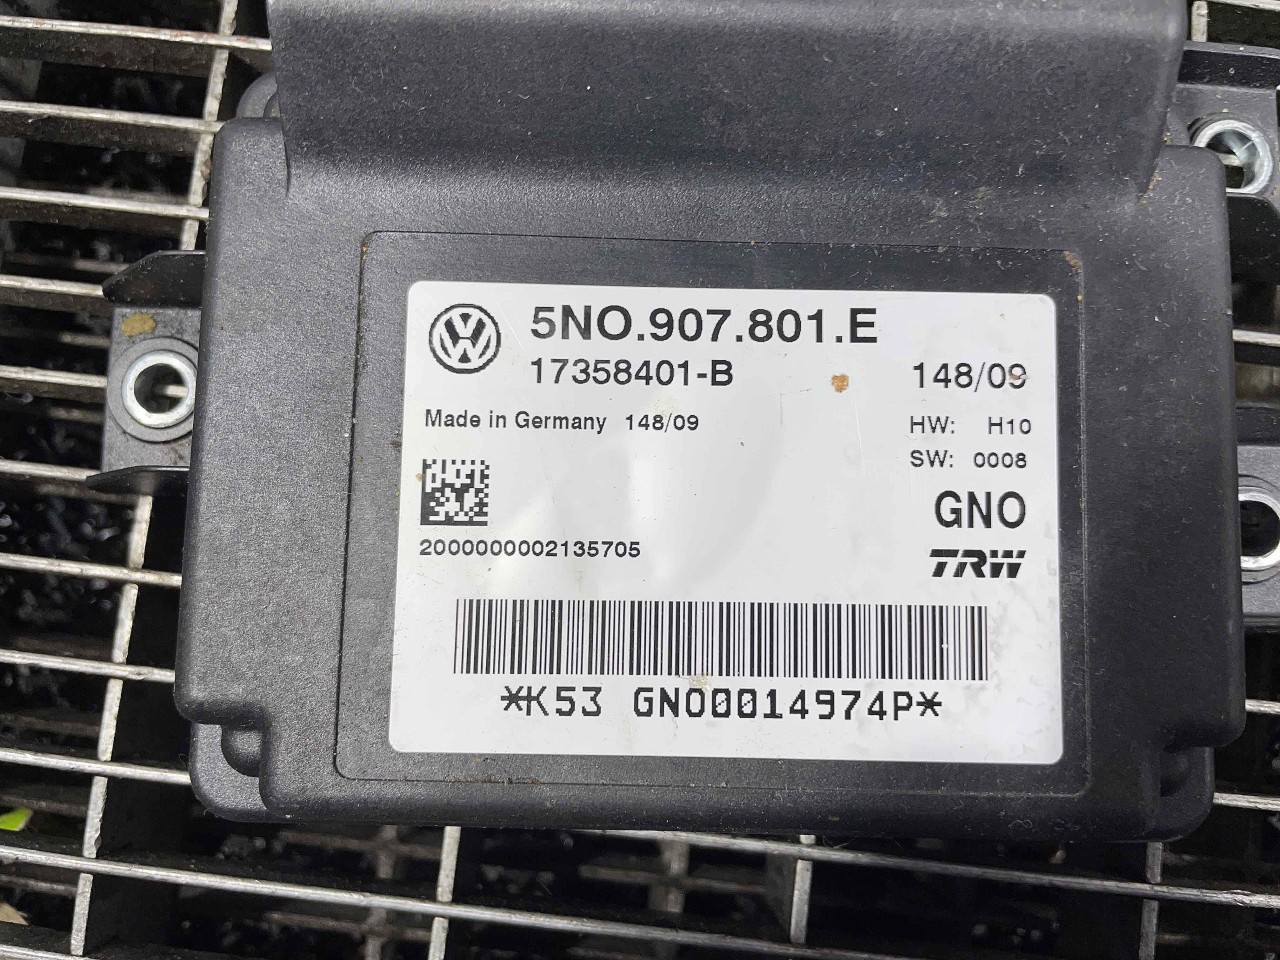 5NO.907.801.E
17358401-B 148/09
Made in Germany 148/09 HW: H10
SW: 0008
GNO
2000000002135705 TRW
*K53 GNO0014974P*